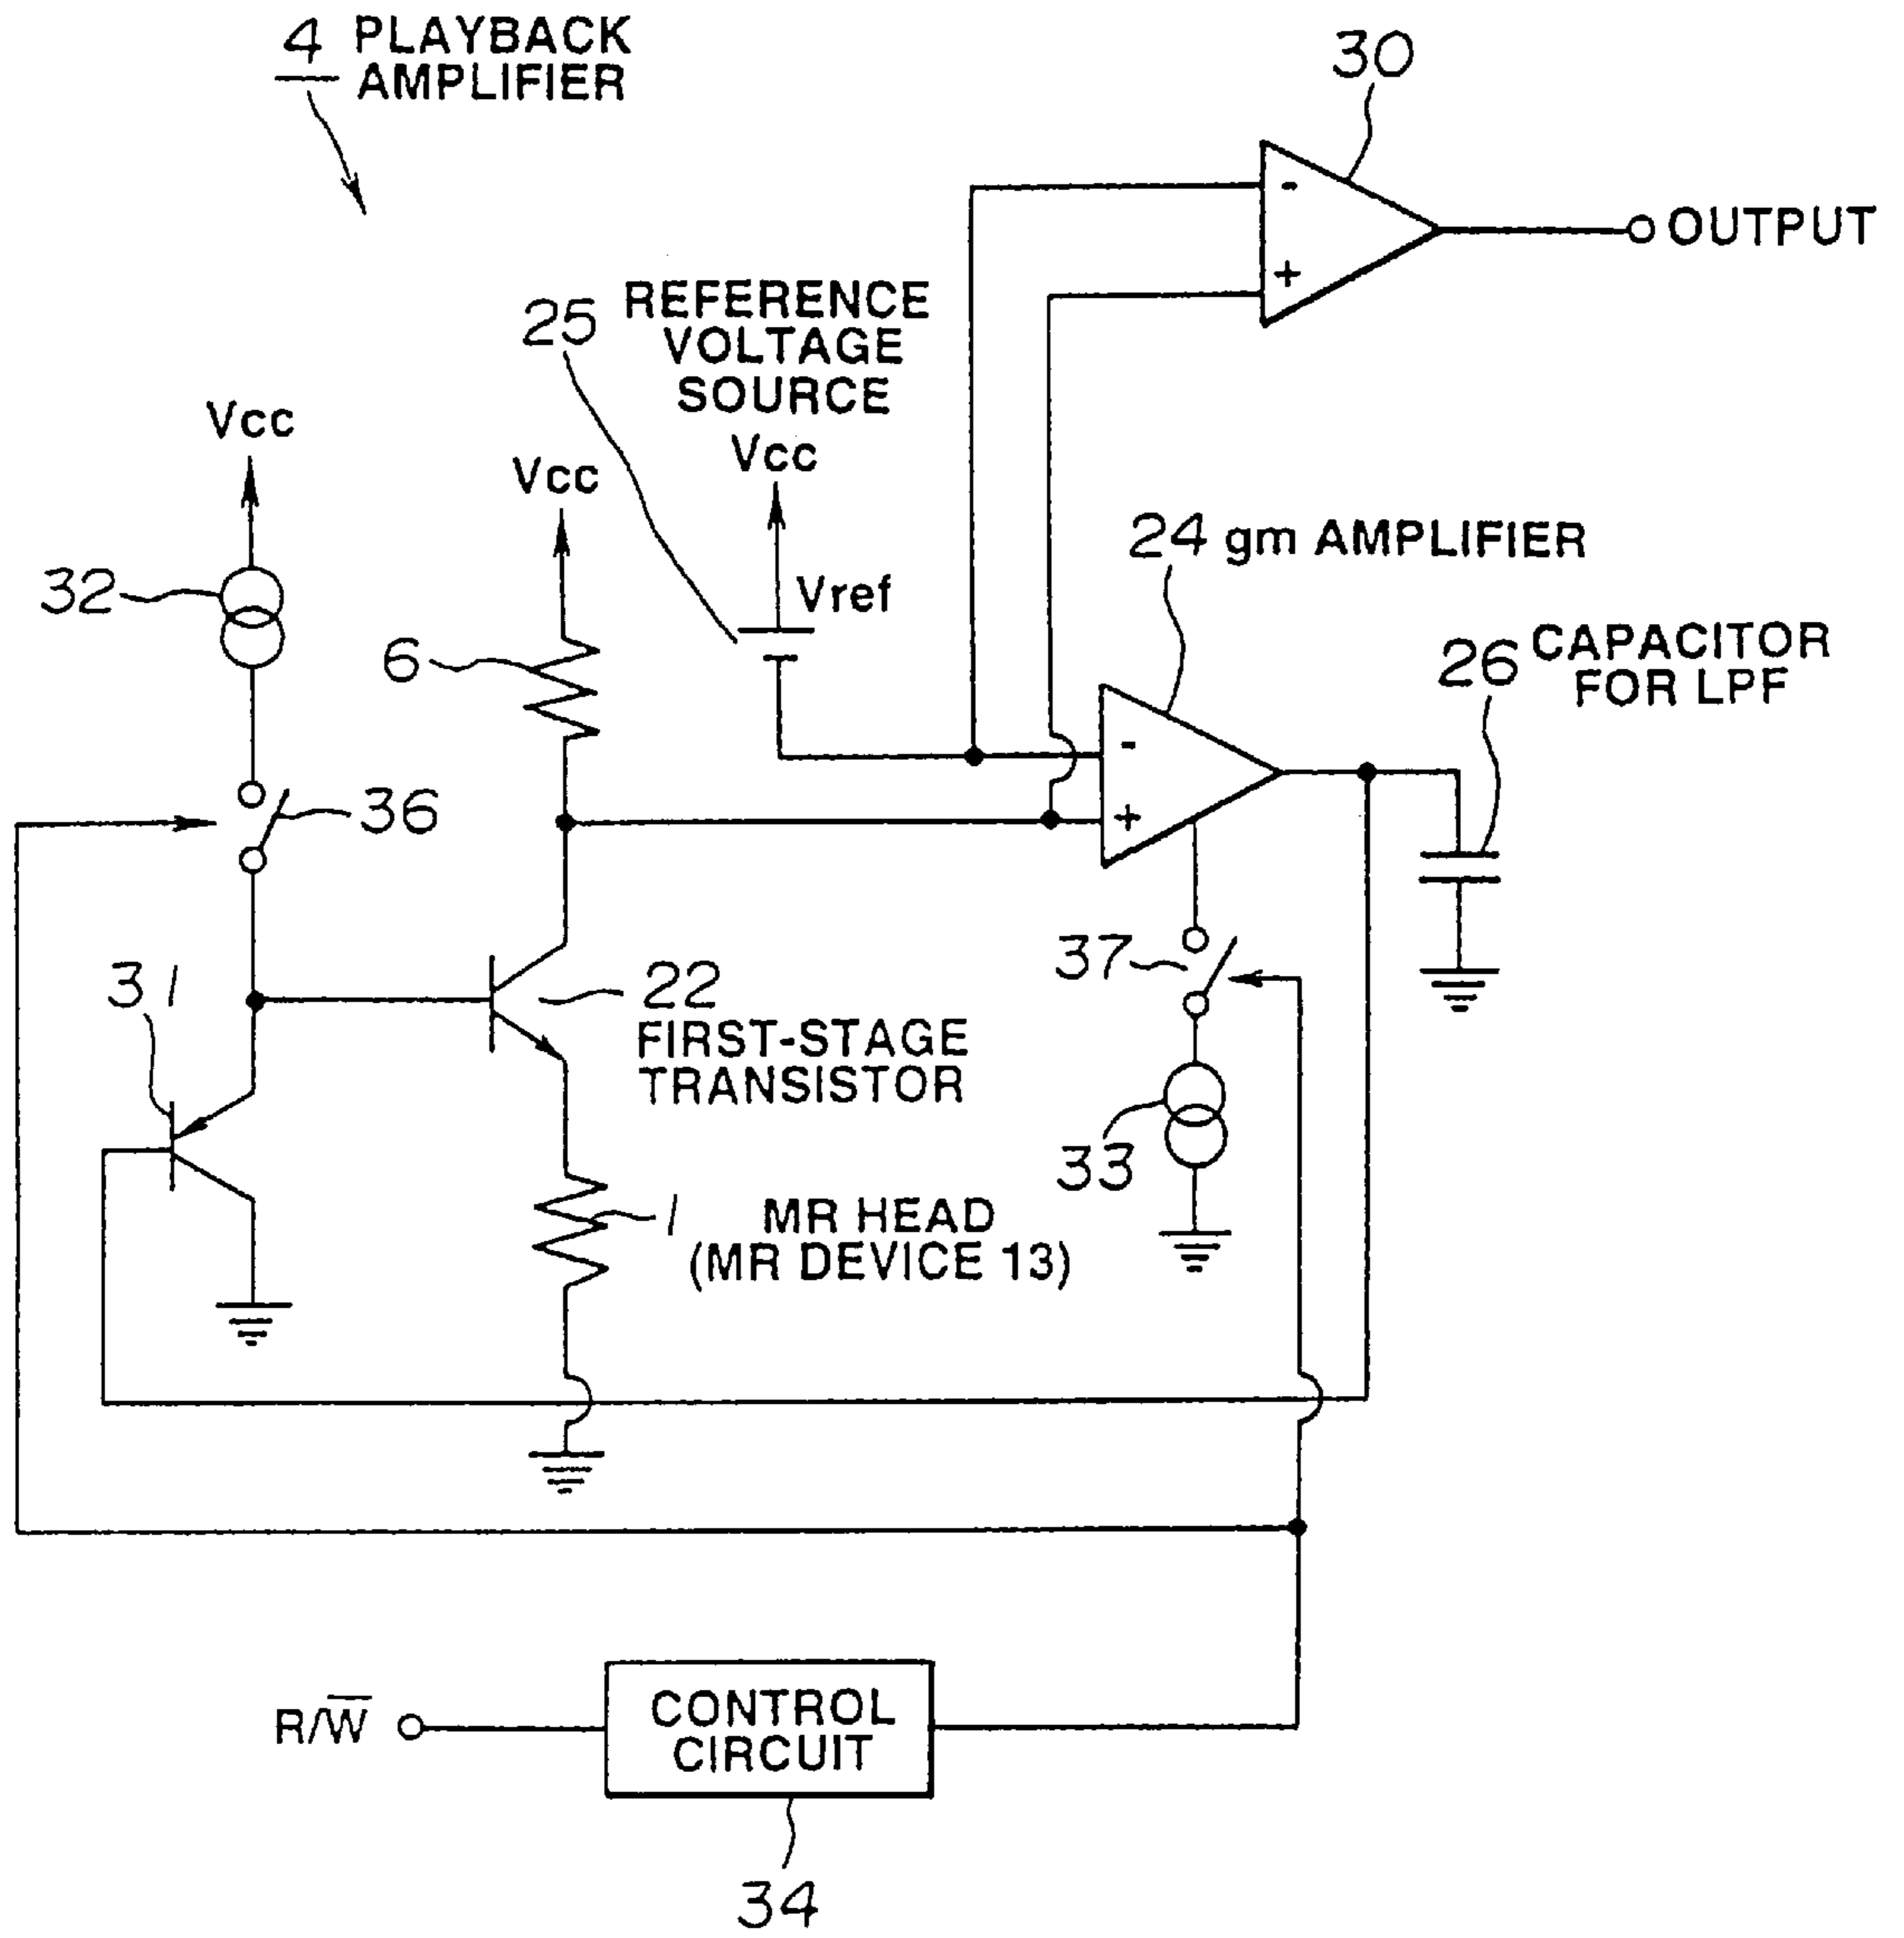 4 PLAYBACK
AMPLIFIER
30
-
+
OUTPUT
25 REFERENCE
VOLTAGE
SOURCE
Vcc
Vcc
Vcc
24 gm AMPLIFIER
32
Vref
6
26 CAPACITOR
FOR LPF
-
+
36
37
31
22
FIRST-STAGE
TRANSISTOR
33
1 MR HEAD
(MR DEVICE 13)
R/W̅
CONTROL
CIRCUIT
34